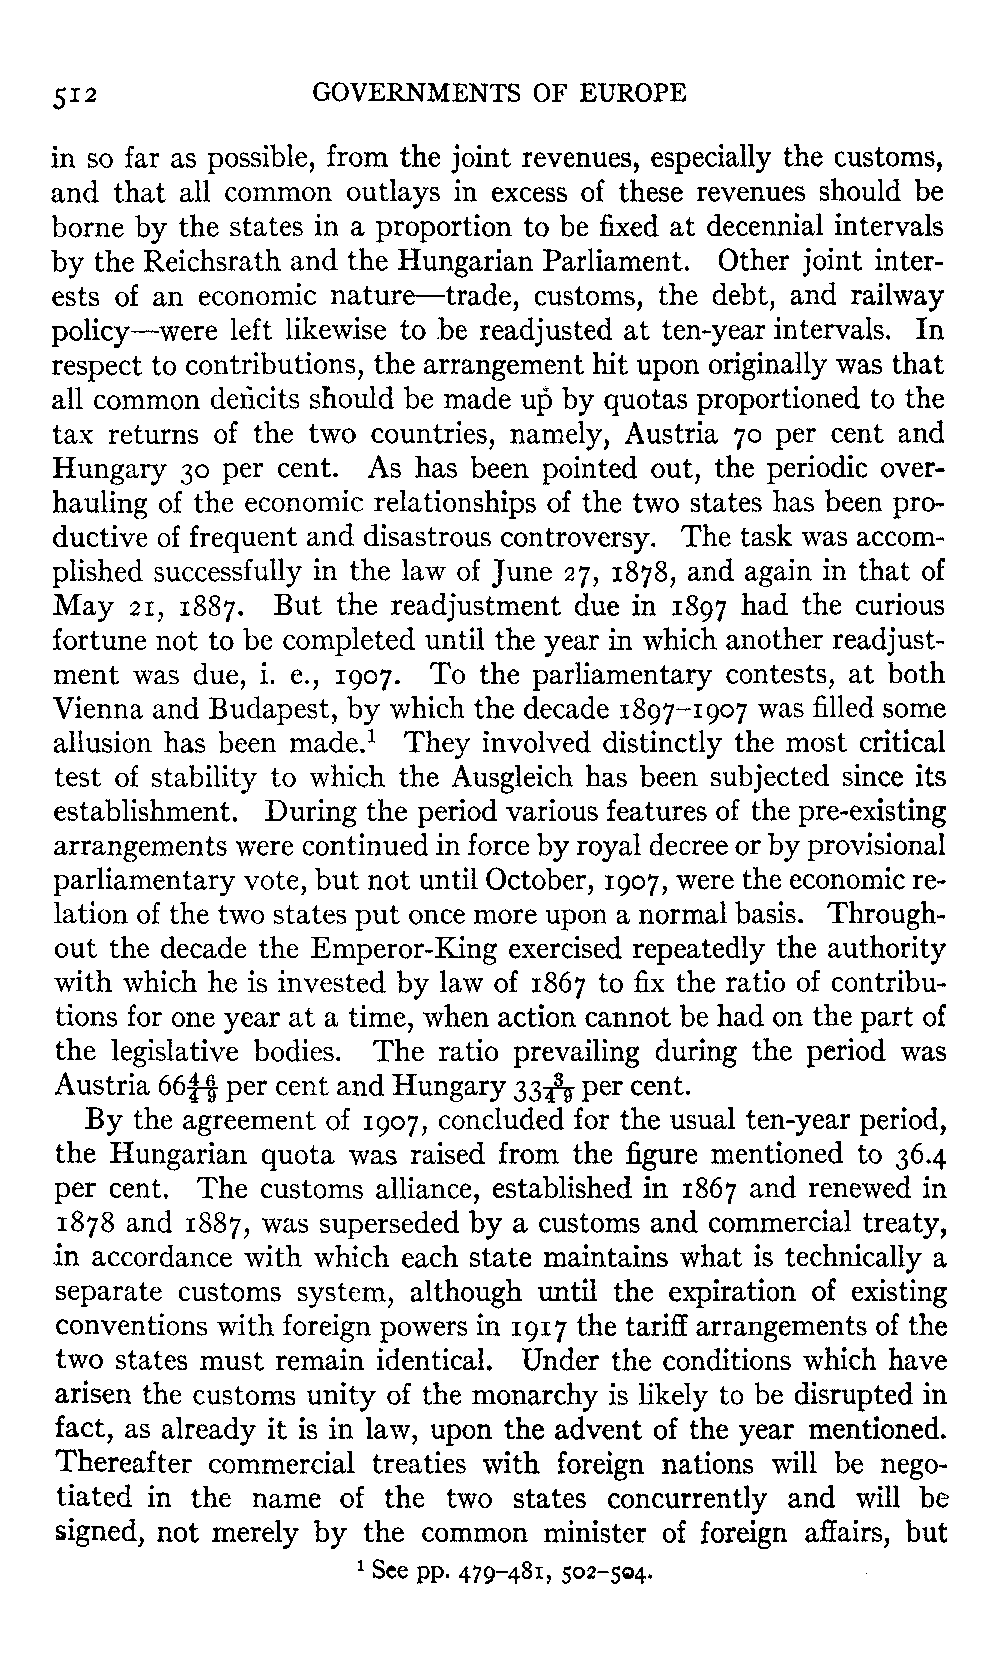 512 GOVERNMENTS OF EUROPE
in so far as possible, from the joint revenues, especially the customs,
and that all common outlays in excess of these revenues should be
borne by the states in a proportion to be fixed at decennial intervals
by the Reichsrath and the Hungarian Parliament. Other joint inter-
ests of an economic nature—trade, customs, the debt, and railway
policy—were left likewise to be readjusted at ten-year intervals. In
respect to contributions, the arrangement hit upon originally was that
all common deficits should be made up by quotas proportioned to the
tax returns of the two countries, namely, Austria 70 per cent and
Hungary 30 per cent. As has been pointed out, the periodic over-
hauling of the economic relationships of the two states has been pro-
ductive of frequent and disastrous controversy. The task was accom-
plished successfully in the law of June 27, 1878, and again in that of
May 21, 1887. But the readjustment due in 1897 had the curious
fortune not to be completed until the year in which another readjust-
ment was due, i. e., 1907. To the parliamentary contests, at both
Vienna and Budapest, by which the decade 1897–1907 was filled some
allusion has been made.¹ They involved distinctly the most critical
test of stability to which the Ausgleich has been subjected since its
establishment. During the period various features of the pre-existing
arrangements were continued in force by royal decree or by provisional
parliamentary vote, but not until October, 1907, were the economic re-
lation of the two states put once more upon a normal basis. Through-
out the decade the Emperor-King exercised repeatedly the authority
with which he is invested by law of 1867 to fix the ratio of contribu-
tions for one year at a time, when action cannot be had on the part of
the legislative bodies. The ratio prevailing during the period was
Austria 66 46/49 per cent and Hungary 33 3/49 per cent.
By the agreement of 1907, concluded for the usual ten-year period,
the Hungarian quota was raised from the figure mentioned to 36.4
per cent. The customs alliance, established in 1867 and renewed in
1878 and 1887, was superseded by a customs and commercial treaty,
in accordance with which each state maintains what is technically a
separate customs system, although until the expiration of existing
conventions with foreign powers in 1917 the tariff arrangements of the
two states must remain identical. Under the conditions which have
arisen the customs unity of the monarchy is likely to be disrupted in
fact, as already it is in law, upon the advent of the year mentioned.
Thereafter commercial treaties with foreign nations will be nego-
tiated in the name of the two states concurrently and will be
signed, not merely by the common minister of foreign affairs, but
¹ See pp. 479–481, 502–504.